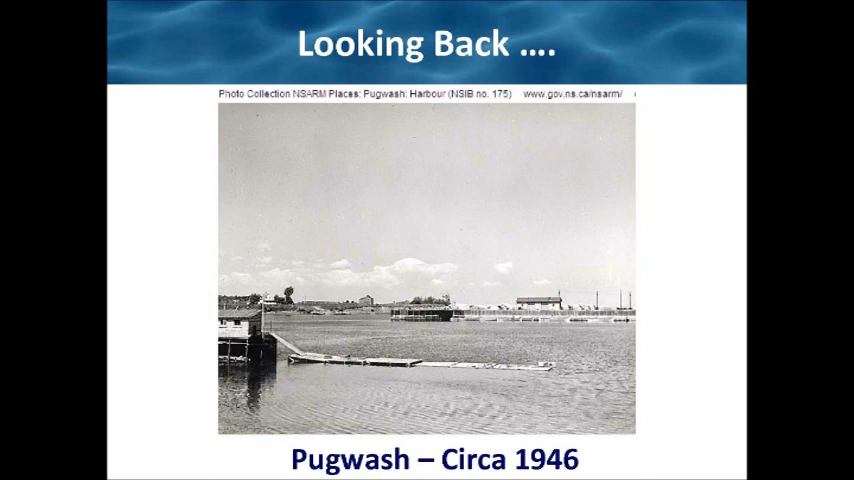 Looking Back ....
Photo Collection NSARM Places: Pugwash: Harbour (NSIB no. 175) www.gov.ns.ca/nsarm/
Pugwash – Circa 1946